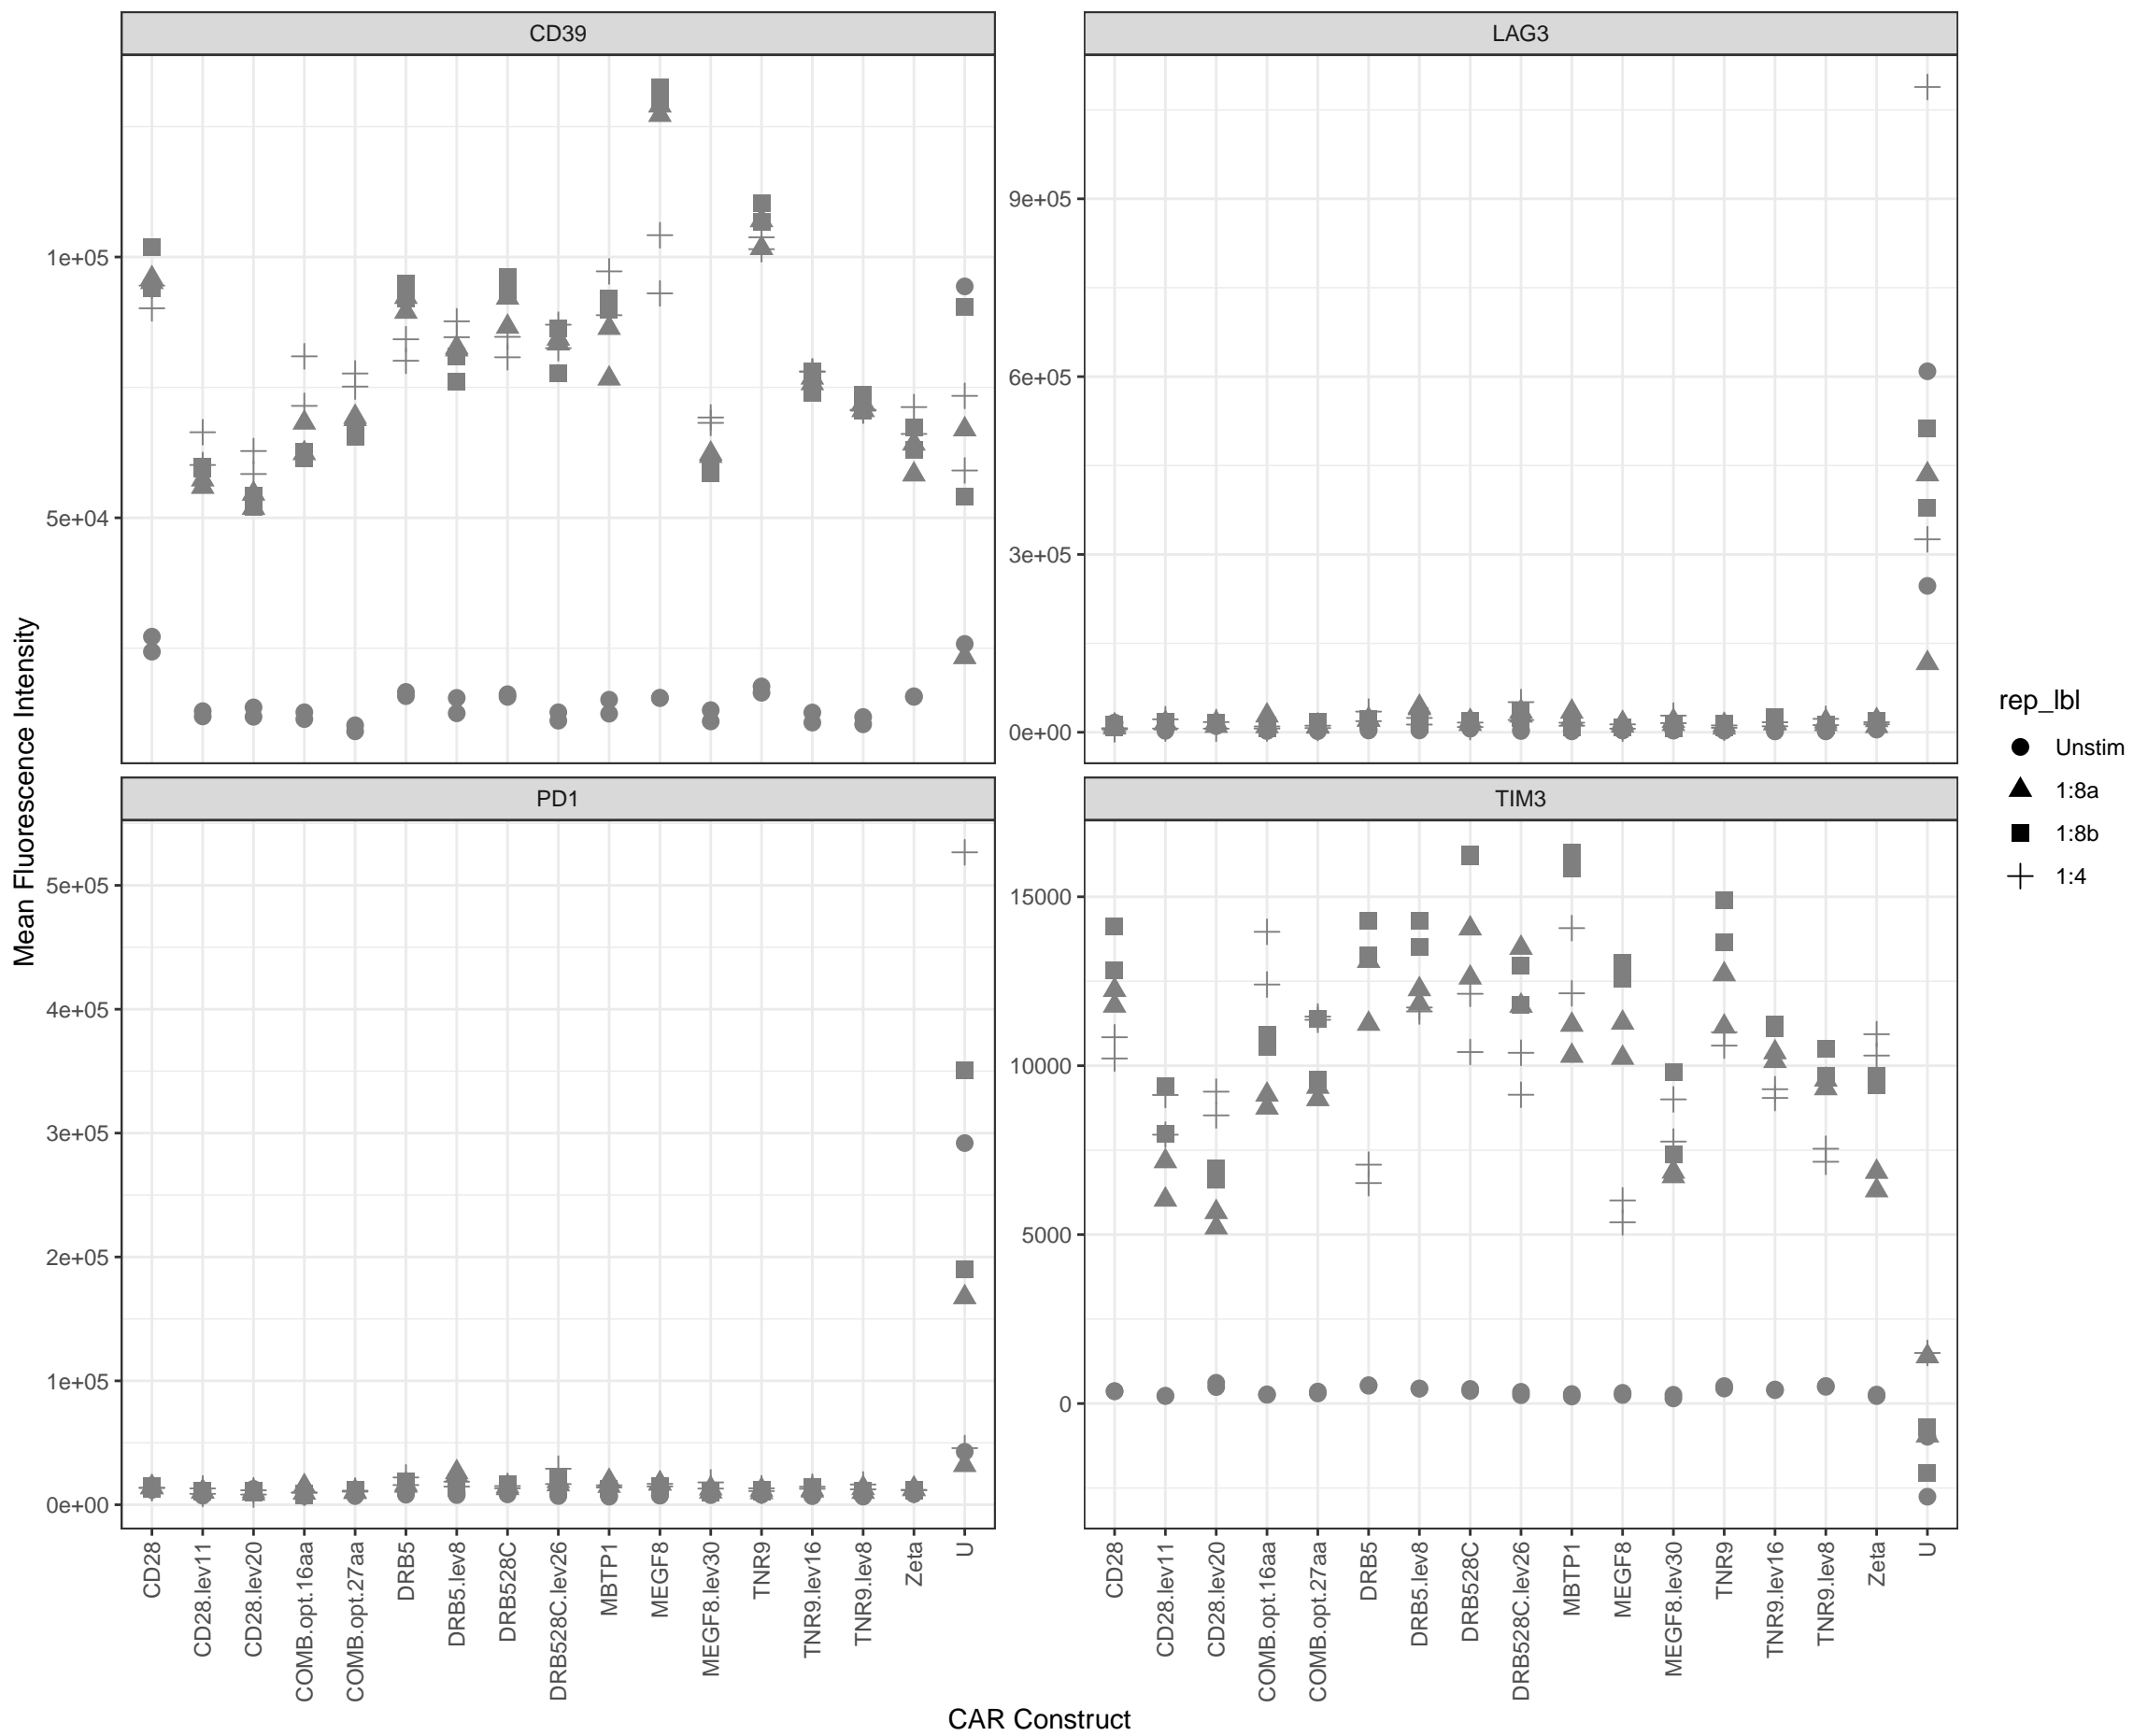 CD39
LAG3
1e+05
5e+04
9e+05
6e+05
3e+05
0e+00
PD1
TIM3
5e+05
4e+05
3e+05
2e+05
1e+05
0e+00
15000
10000
5000
0
Mean Fluorescence Intensity
CD28
CD28.lev11
CD28.lev20
COMB.opt.16aa
COMB.opt.27aa
DRB5
DRB5.lev8
DRB528C
DRB528C.lev26
MBTP1
MEGF8
MEGF8.lev30
TNR9
TNR9.lev16
TNR9.lev8
Zeta
U
CD28
CD28.lev11
CD28.lev20
COMB.opt.16aa
COMB.opt.27aa
DRB5
DRB5.lev8
DRB528C
DRB528C.lev26
MBTP1
MEGF8
MEGF8.lev30
TNR9
TNR9.lev16
TNR9.lev8
Zeta
U
CAR Construct
rep_lbl
Unstim
1:8a
1:8b
1:4